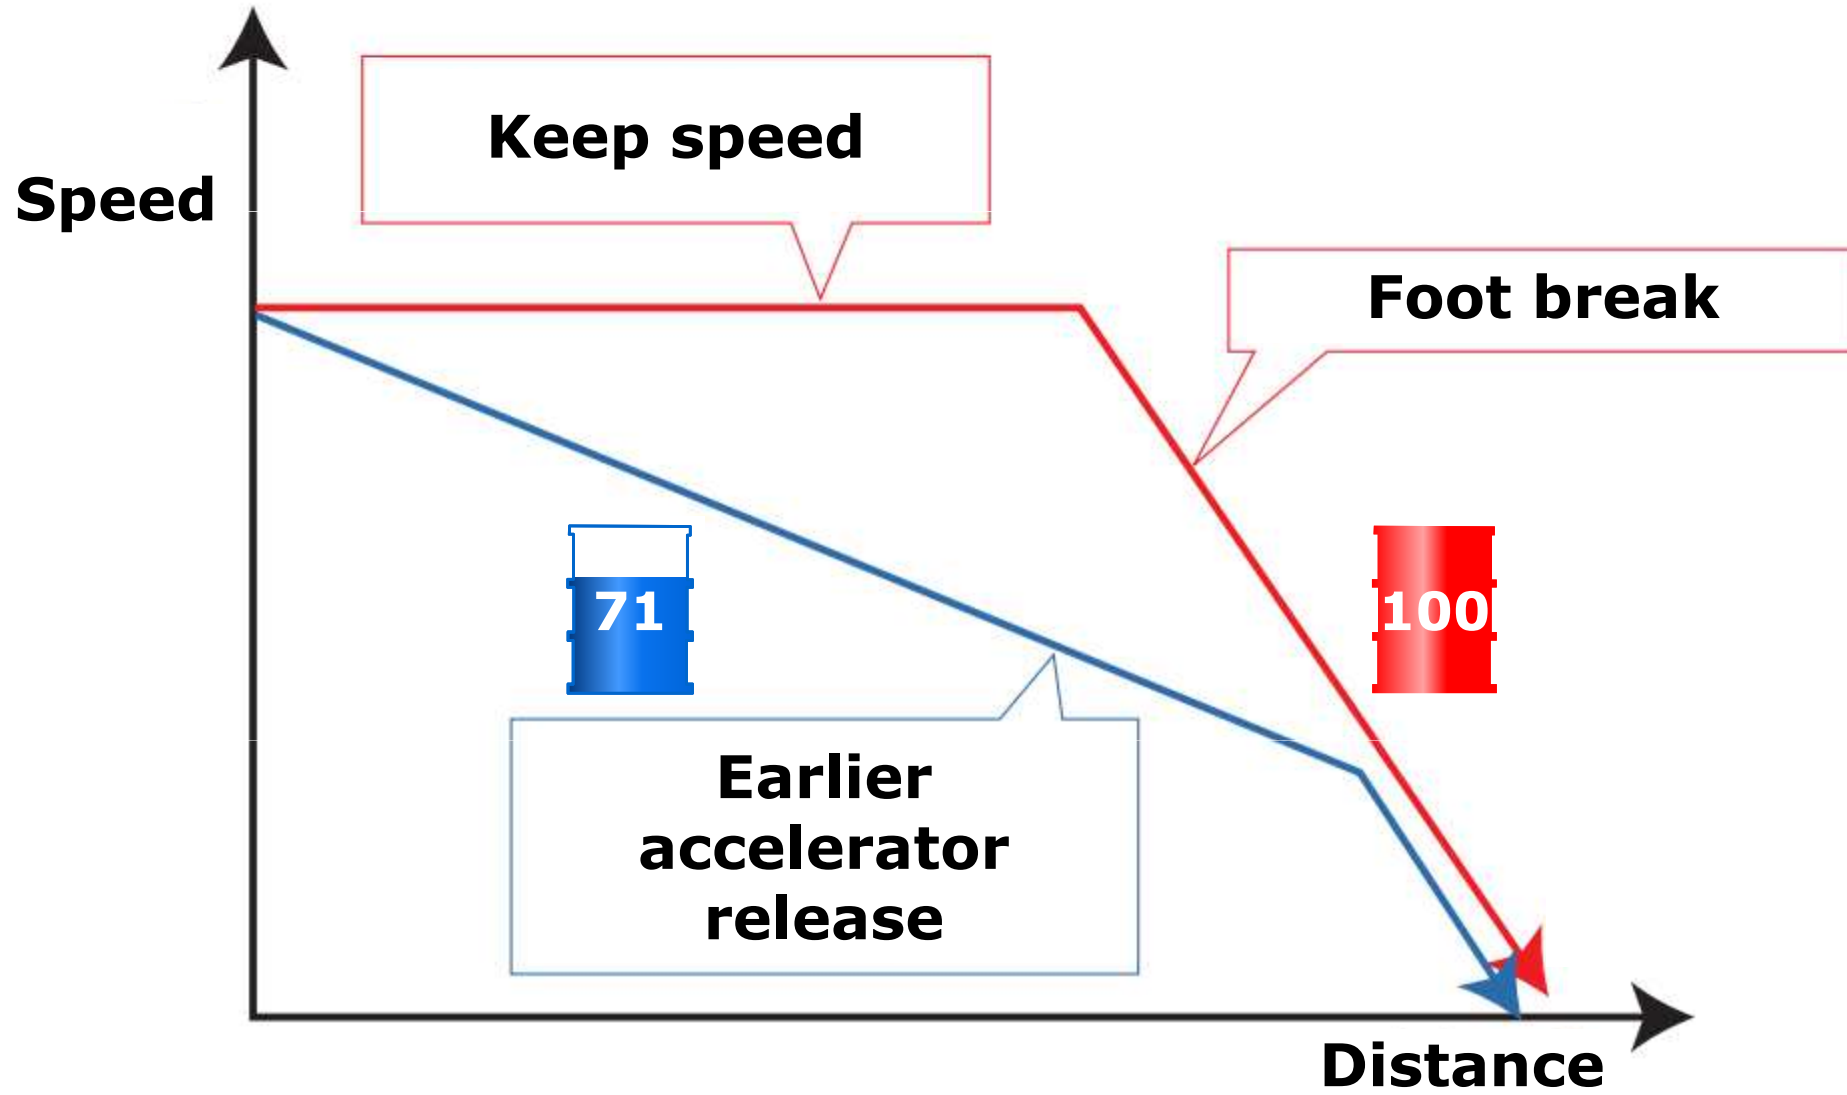 Keep speed
Speed
Foot break
71
100
Earlier
accelerator
release
Distance